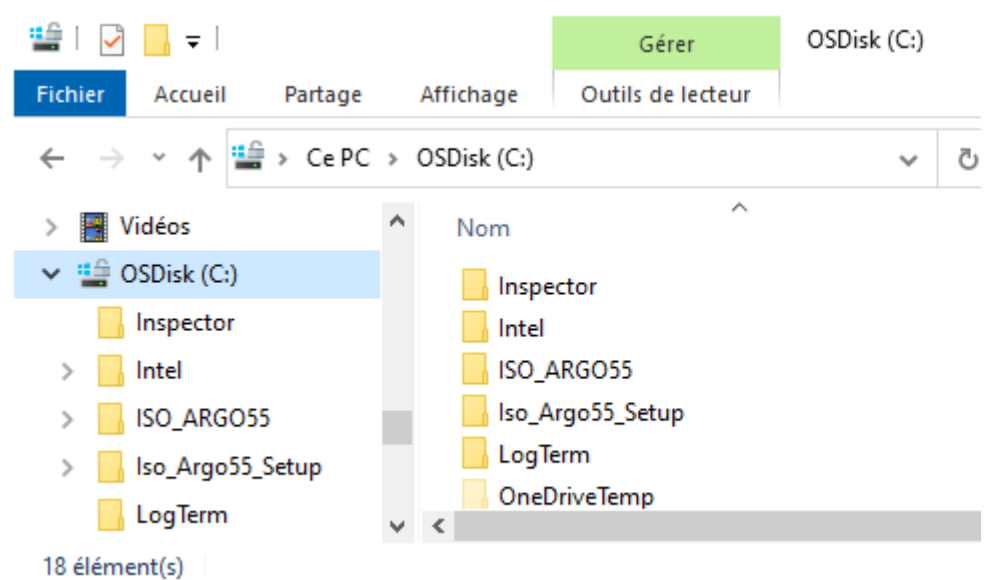 Gérer OSDisk (C:)
Fichier Accueil Partage Affichage Outils de lecteur
Ce PC OSDisk (C:)
Vidéos
OSDisk (C:)
Inspector
Intel
ISO_ARGO55
Iso_Argo55_Setup
LogTerm
Nom
Inspector
Intel
ISO_ARGO55
Iso_Argo55_Setup
LogTerm
OneDriveTemp
18 élément(s)